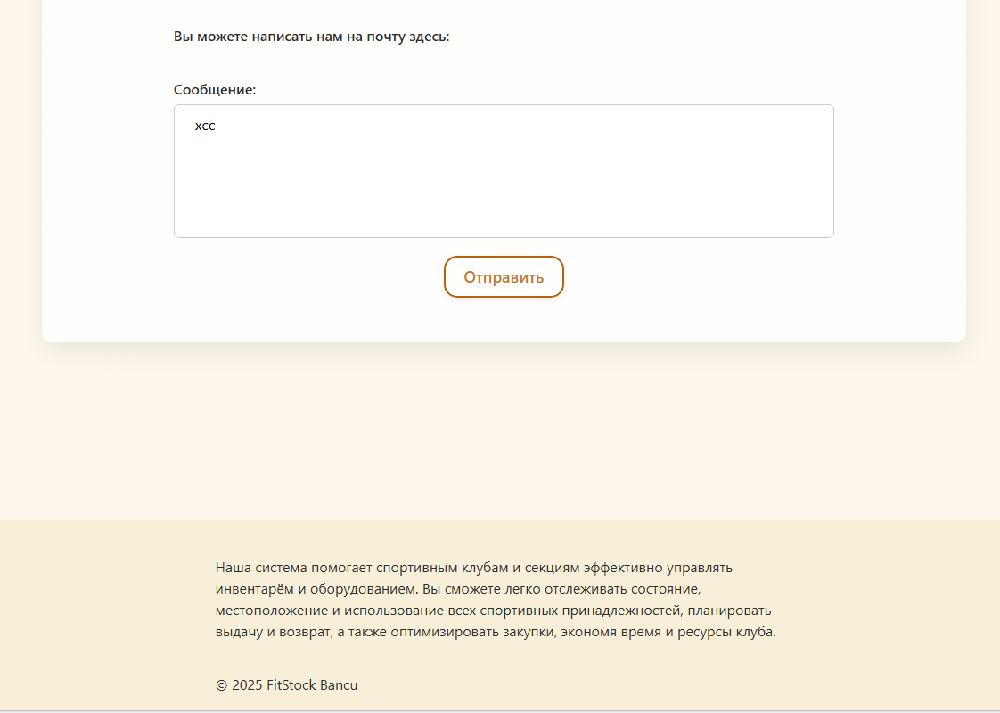 Вы можете написать нам на почту здесь:
Сообщение:
xcc
Отправить
Наша система помогает спортивным клубам и секциям эффективно управлять
инвентарём и оборудованием. Вы сможете легко отслеживать состояние,
местоположение и использование всех спортивных принадлежностей, планировать
выдачу и возврат, а также оптимизировать закупки, экономя время и ресурсы клуба.
© 2025 FitStock Bancu